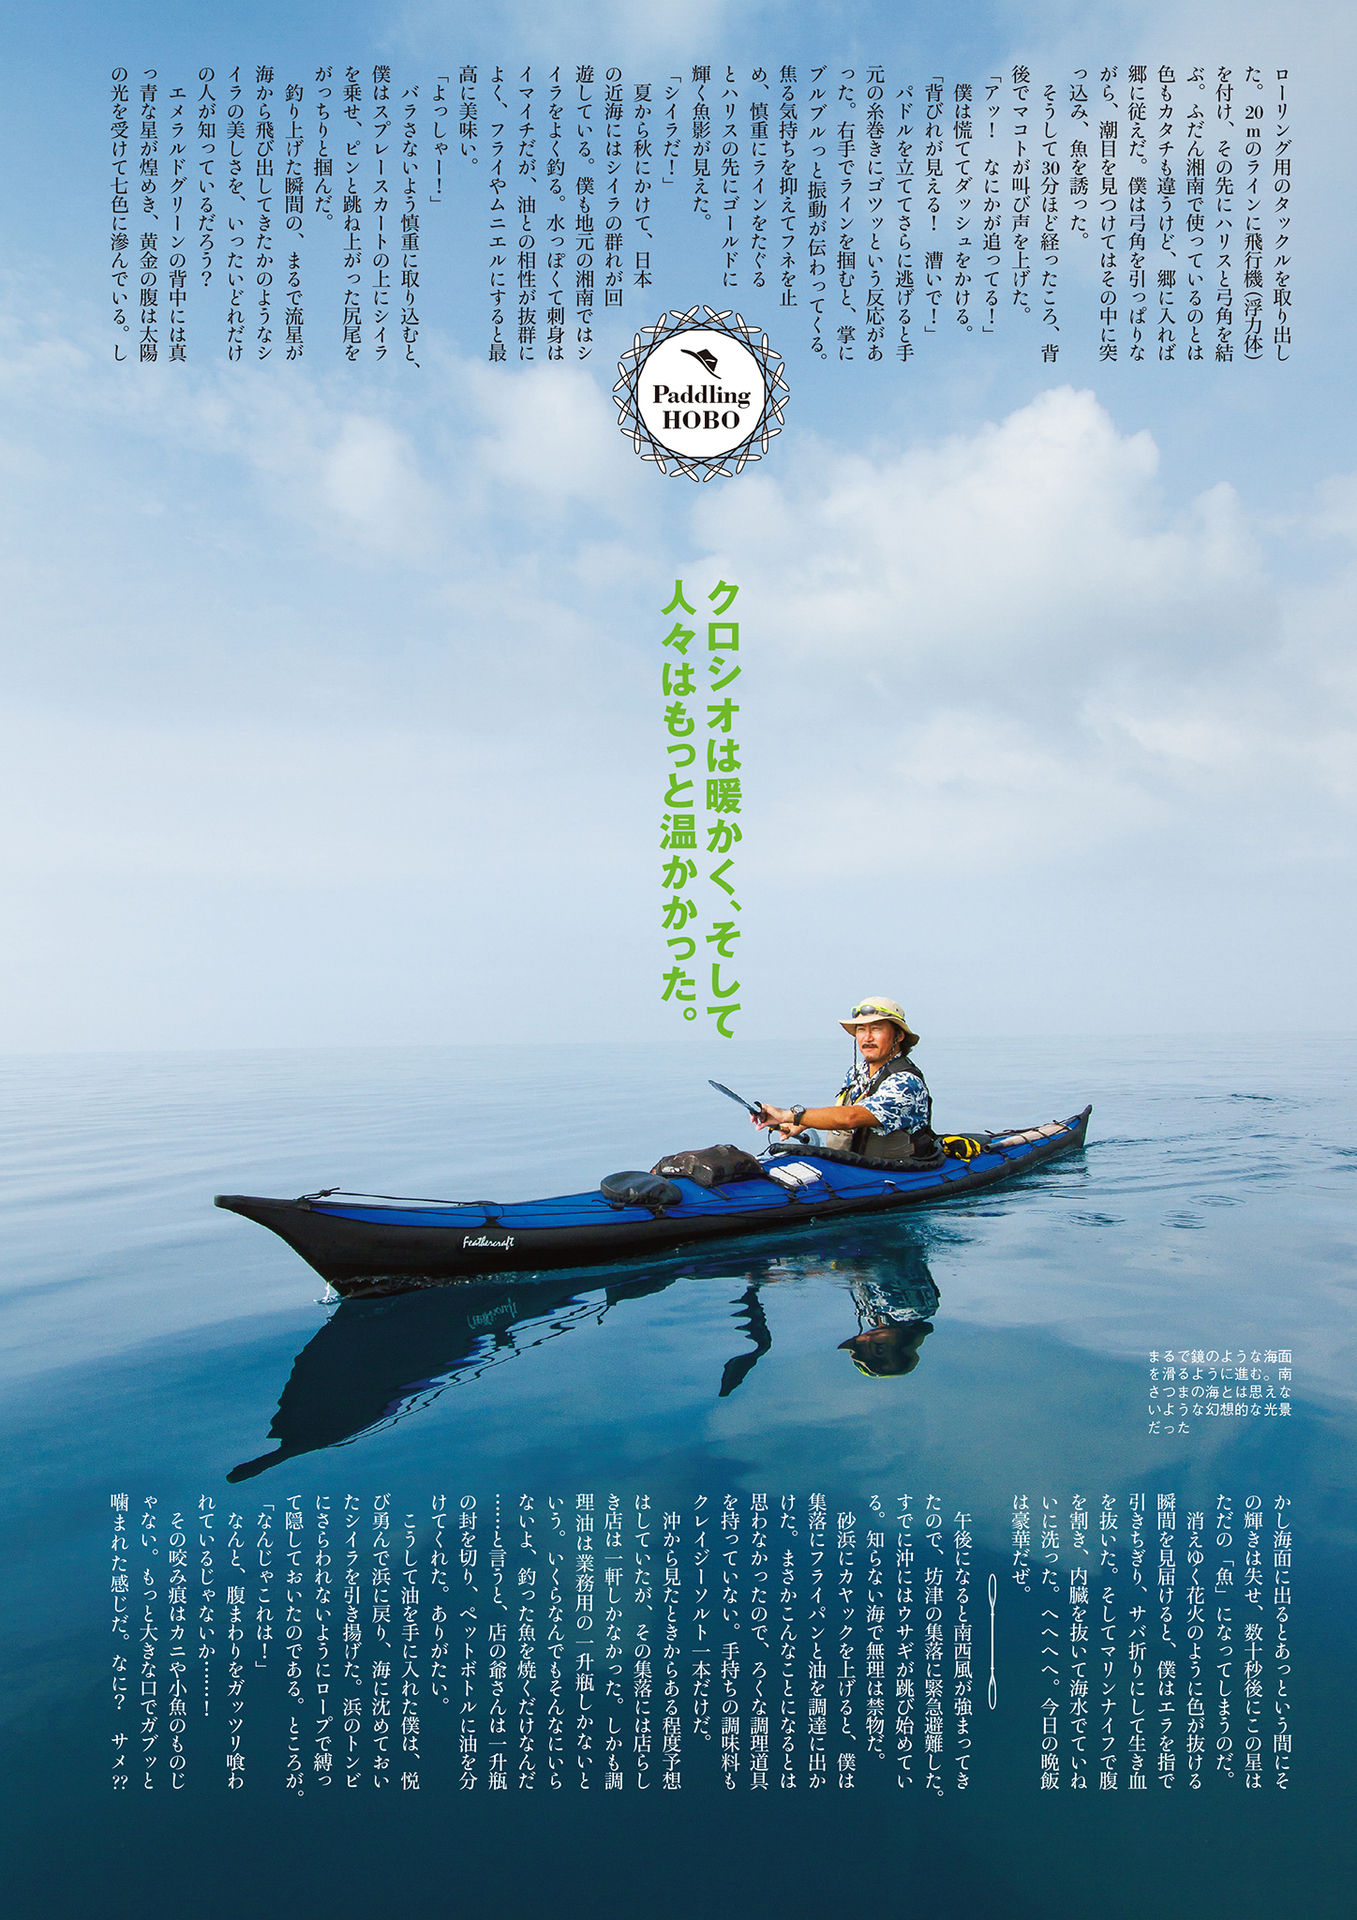 ローリング用のタックルを取り出し
た。20mのラインに飛行機（浮力体）
を付け、その先にハリスと弓角を結
ぶ。ふだん湘南で使っているのとは
色もカタチも違うけど、郷に入れば
郷に従えだ。僕は弓角を引っぱりな
がら、潮目を見つけてはその中に突
っ込み、魚を誘った。
そうして30分ほど経ったころ、背
後でマコトが叫び声を上げた。
「アッ！　なにかが追ってる！」
僕は慌ててダッシュをかける。
「背びれが見える！　漕いで！」
パドルを立ててさらに逃げると手
元の糸巻きにゴツッという反応があ
った。右手でラインを掴むと、掌に
ブルブルっと振動が伝わってくる。
焦る気持ちを抑えてフネを止
め、慎重にラインをたぐる
とハリスの先にゴールドに
輝く魚影が見えた。
「シイラだ！」
夏から秋にかけて、日本
の近海にはシイラの群れが回
遊している。僕も地元の湘南ではシ
イラをよく釣る。水っぽくて刺身は
イマイチだが、油との相性が抜群に
よく、フライやムニエルにすると最
高に美味い。
「よっしゃー！」
バラさないよう慎重に取り込むと、
僕はスプレースカートの上にシイラ
を乗せ、ピンと跳ね上がった尻尾を
がっちりと掴んだ。
釣り上げた瞬間の、まるで流星が
海から飛び出してきたかのようなシ
イラの美しさを、いったいどれだけ
の人が知っているだろう？
エメラルドグリーンの背中には真
っ青な星が煌めき、黄金の腹は太陽
の光を受けて七色に滲んでいる。し
Paddling
HOBO
クロシオは暖かく、そして
人々はもっと温かかった。
Feathercraft
まるで鏡のような海面
を滑るように進む。南
さつまの海とは思えな
いような幻想的な光景
だった
かし海面に出るとあっという間にそ
の輝きは失せ、数十秒後にこの星は
ただの「魚」になってしまうのだ。
消えゆく花火のように色が抜ける
瞬間を見届けると、僕はエラを指で
引きちぎり、サバ折りにして生き血
を抜いた。そしてマリンナイフで腹
を割き、内臓を抜いて海水でていね
いに洗った。へへへへ。今日の晩飯
は豪華だぜ。
午後になると南西風が強まってき
たので、坊津の集落に緊急避難した。
すでに沖にはウサギが跳び始めてい
る。知らない海で無理は禁物だ。
砂浜にカヤックを上げると、僕は
集落にフライパンと油を調達に出か
けた。まさかこんなことになるとは
思わなかったので、ろくな調理道具
を持っていない。手持ちの調味料も
クレイジーソルト一本だけだ。
沖から見たときからある程度予想
はしていたが、その集落には店らし
き店は一軒しかなかった。しかも調
理油は業務用の一升瓶しかないと
いう。いくらなんでもそんなにいら
ないよ、釣った魚を焼くだけなんだ
……と言うと、店の爺さんは一升瓶
の封を切り、ペットボトルに油を分
けてくれた。ありがたい。
こうして油を手に入れた僕は、悦
び勇んで浜に戻り、海に沈めておい
たシイラを引き揚げた。浜のトンビ
にさらわれないようにロープで縛っ
て隠しておいたのである。ところが。
「なんじゃこれは！」
なんと、腹まわりをガッツリ喰わ
れているじゃないか……！
その咬み痕はカニや小魚のものじ
ゃない。もっと大きな口でガブッと
噛まれた感じだ。なに？　サメ??